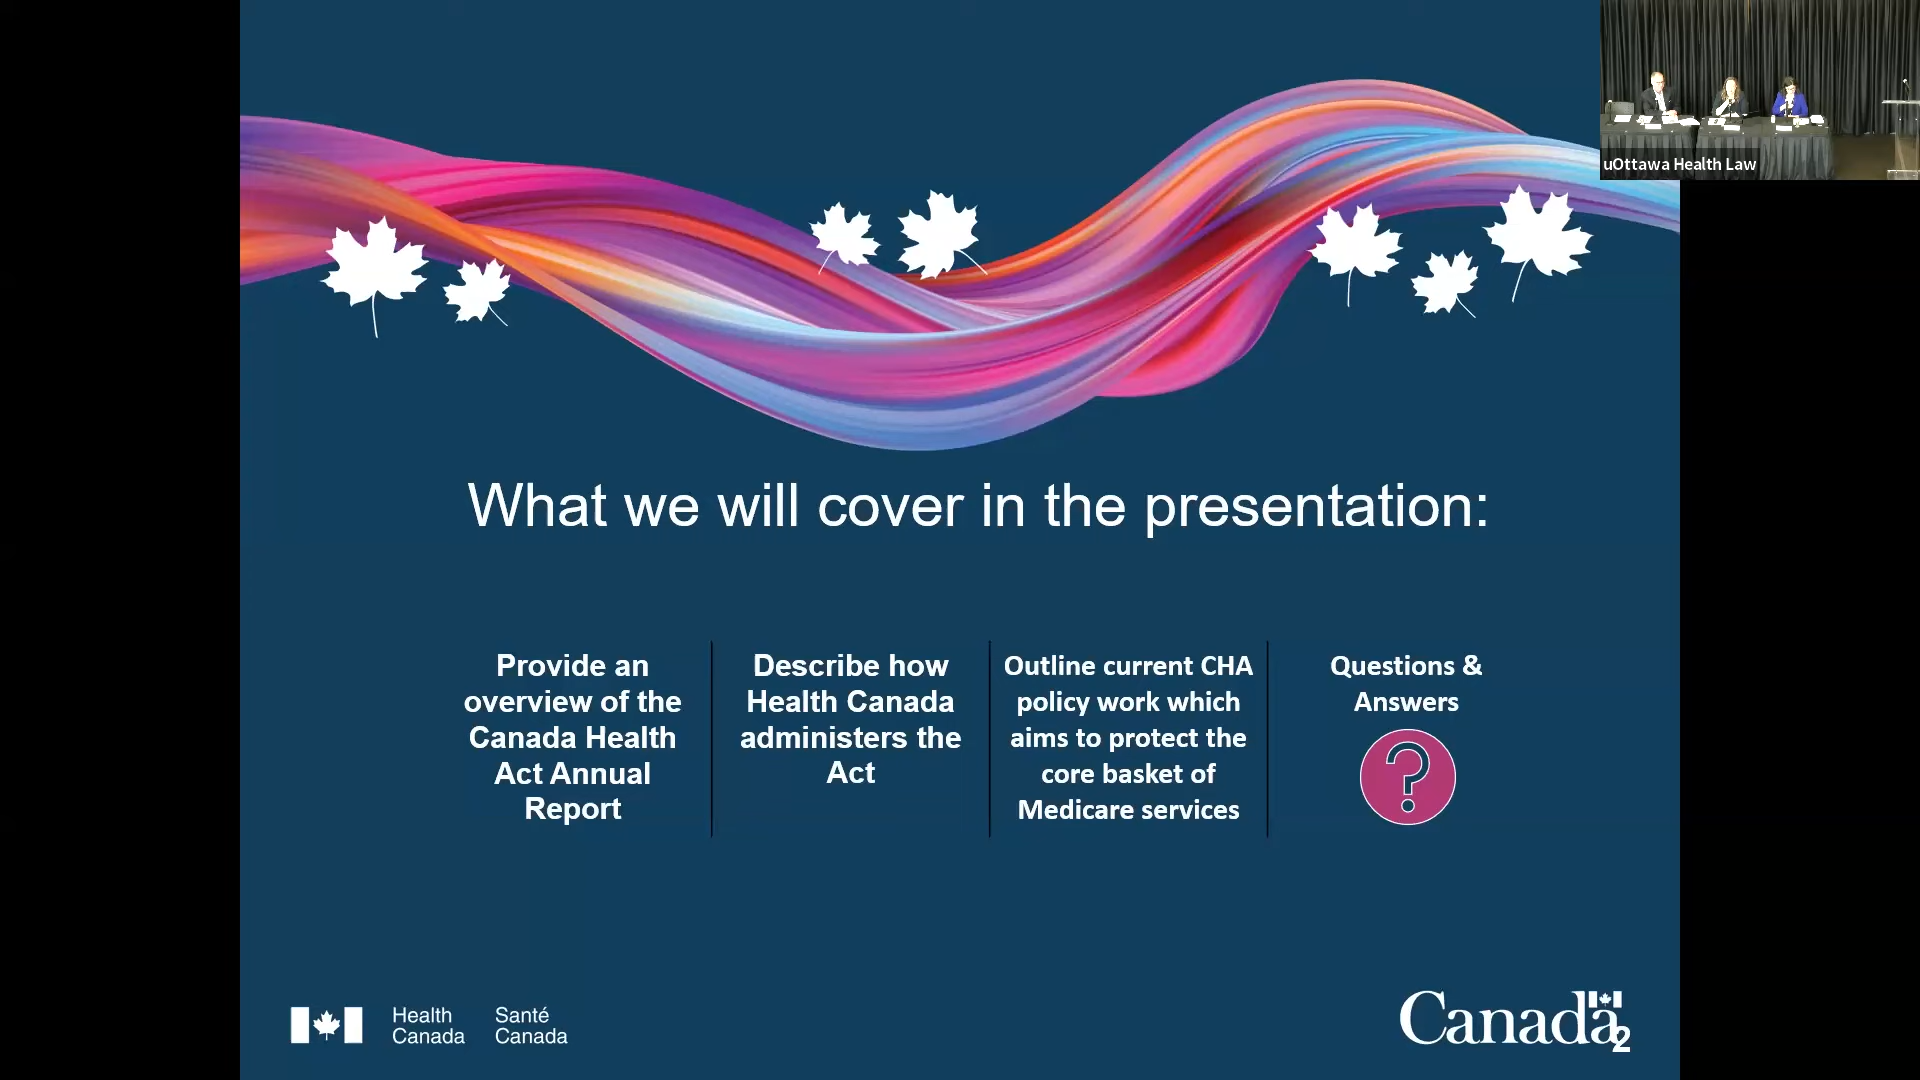 uOttawa Health Law
What we will cover in the presentation:
Provide an
overview of the
Canada Health
Act Annual
Report
Describe how
Health Canada
administers the
Act
Outline current CHA
policy work which
aims to protect the
core basket of
Medicare services
Questions &
Answers
?
Health
Canada
Santé
Canada
Canada
2